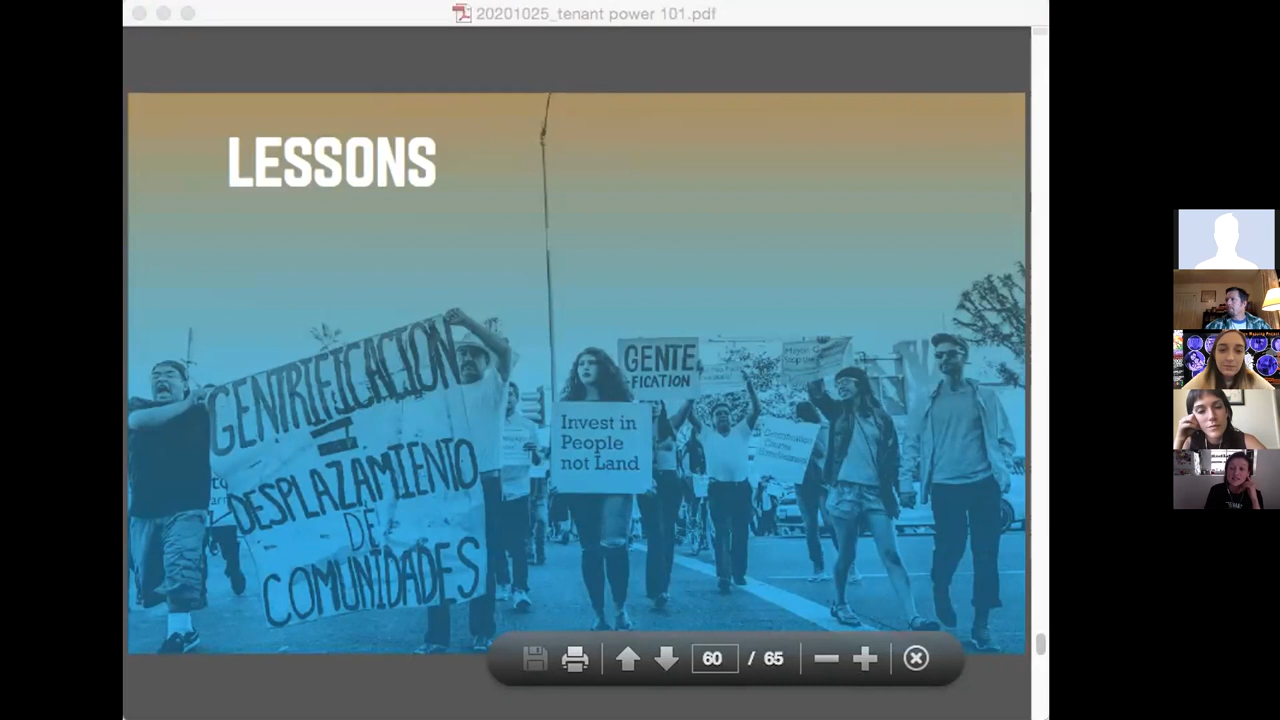 20201025_tenant power 101.pdf
LESSONS
GENTRIFICACION
=
DESPLAZAMIENTO
DE
COMUNIDADES
Invest in
People
not Land
GENTE
FICATION
60 / 65